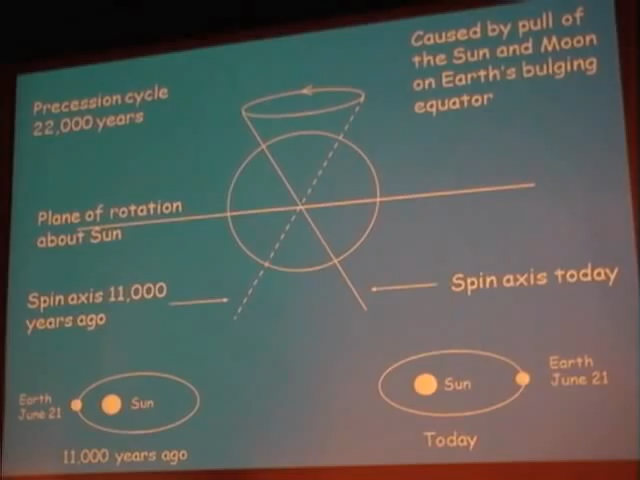 Precession cycle
22,000 years
Caused by pull of
the Sun and Moon
on Earth's bulging
equator
Plane of rotation
about Sun
Spin axis 11,000
years ago
Spin axis today
Earth
June 21
Sun
11,000 years ago
Sun
Earth
June 21
Today